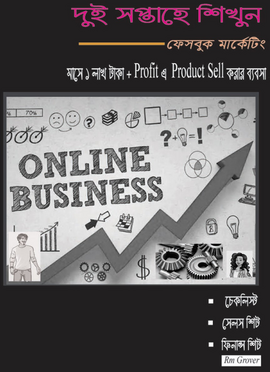 দুই সপ্তাহে শিখুন
ফেসবুক মার্কেটিং
মাসে ১ লাখ টাকা + Profit এ Product Sell করার ব্যবসা
ONLINE
BUSINESS
চেকলিস্ট
সেলস শিট
ফিনান্স শিট
Rm Grover